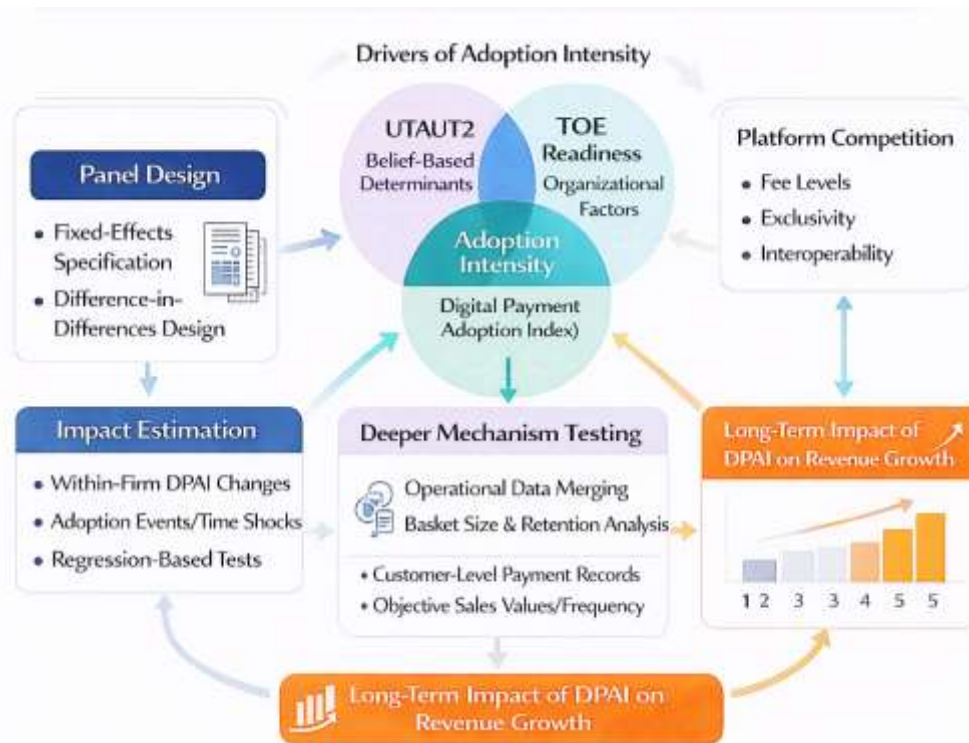 Drivers of Adoption Intensity
Panel Design
• Fixed-Effects
Specification
• Difference-in-
Differences Design
UTAUT2
Belief-Based
Determinants
TOE
Readiness
Organizational
Factors
Adoption
Intensity
Digital Payment
Adoption Index)
Platform Competition
• Fee Levels
• Exclusivity
• Interoperability
Impact Estimation
• Within-Firm DPAI Changes
• Adoption Events/Time Shocks
• Regression-Based Tests
Deeper Mechanism Testing
Operational Data Merging
Basket Size & Retention Analysis
• Customer-Level Payment Records
• Objective Sales Values/Frequency
Long-Term Impact of
DPAI on Revenue Growth
1 2 3 3 4 5 5
Long-Term Impact of DPAI on
Revenue Growth